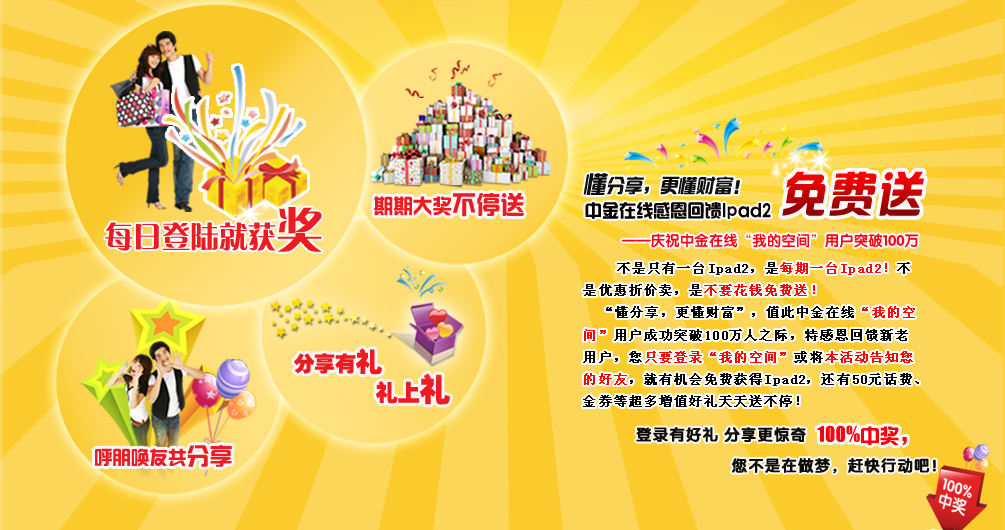 每日登陆就获奖
期期大奖不停送
分享有礼
礼上礼
呼朋唤友共分享
懂分享，更懂财富！
中金在线感恩回馈Ipad2 免费送
——庆祝中金在线“我的空间”用户突破100万
不是只有一台Ipad2，是每期一台Ipad2！不
是优惠折价卖，是不要花钱免费送！
“懂分享，更懂财富”，值此中金在线“我的空
间”用户成功突破100万人之际，特感恩回馈新老
用户，您只要登录“我的空间”或将本活动告知您
的好友，就有机会免费获得Ipad2，还有50元话费、
金券等超多增值好礼天天送不停！
登录有好礼 分享更惊奇 100%中奖，
您不是在做梦，赶快行动吧！
100%
中奖